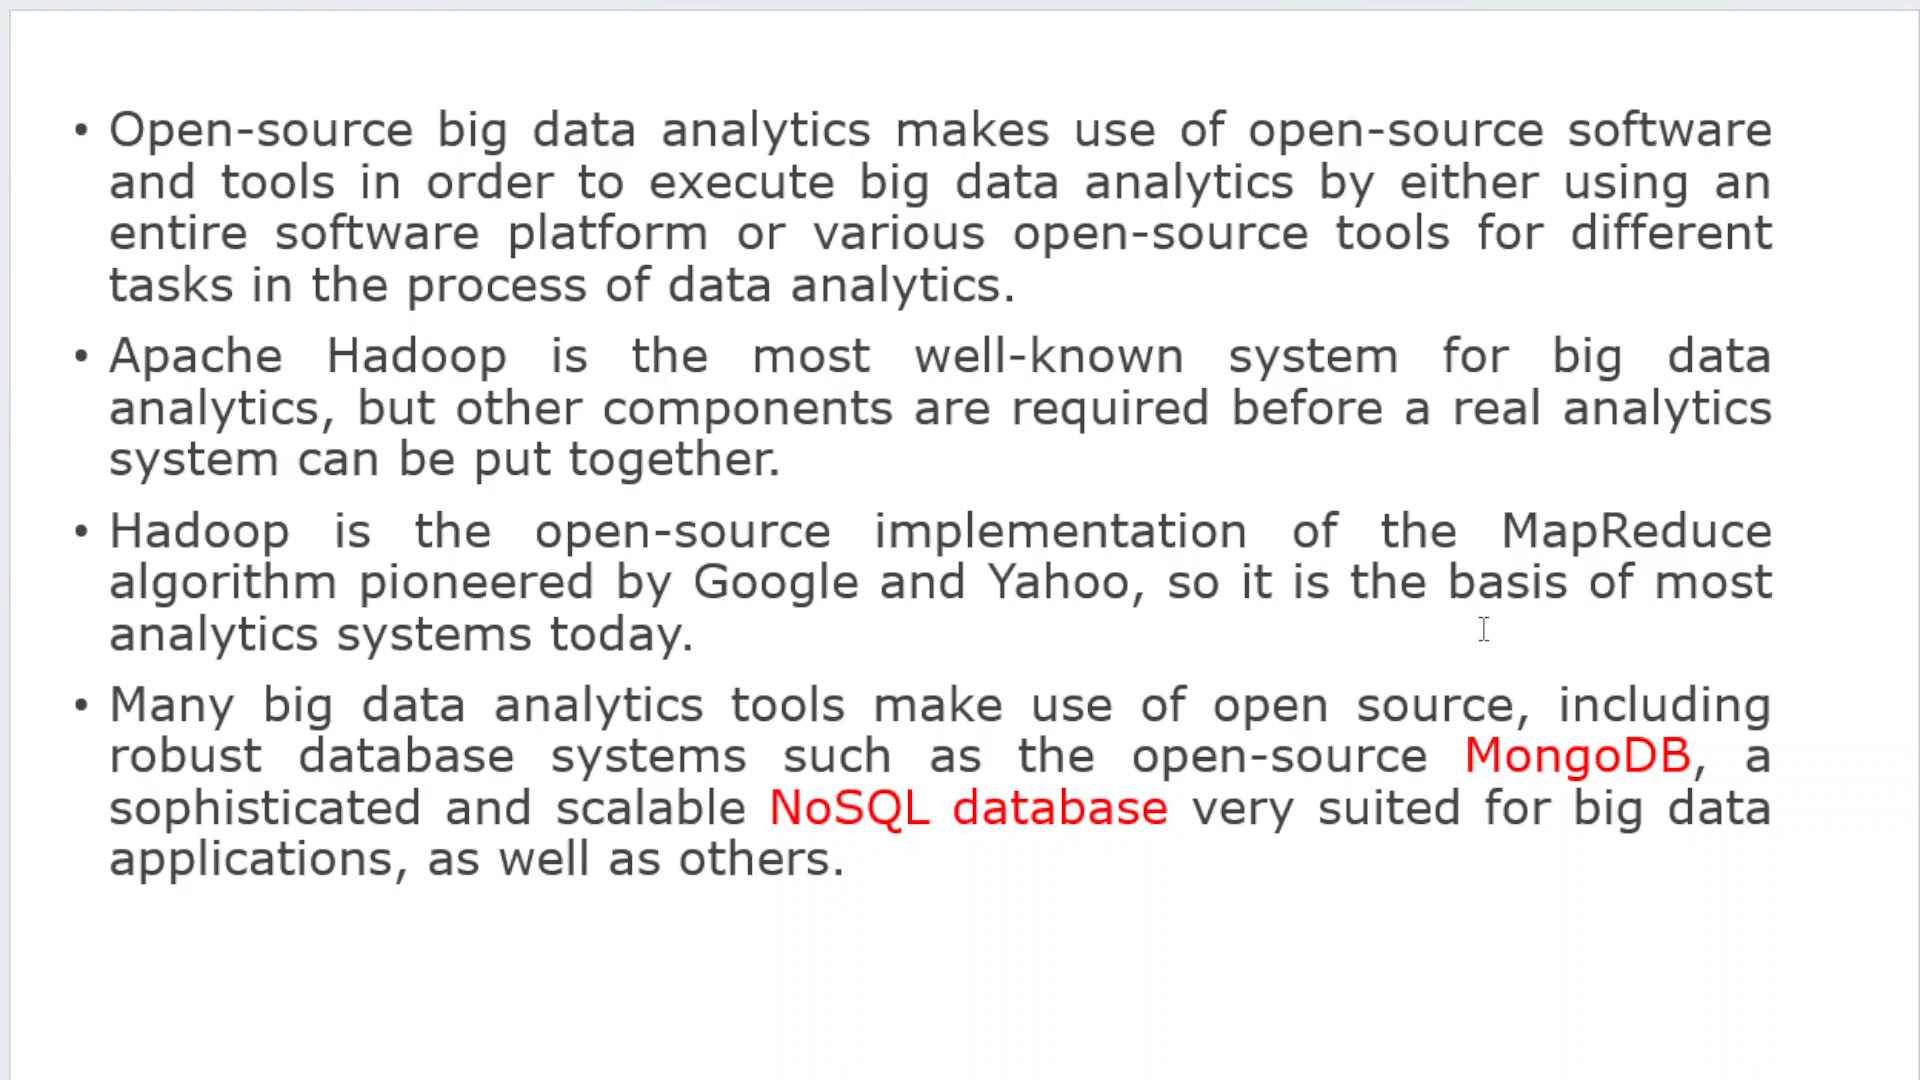 • Open-source big data analytics makes use of open-source software
and tools in order to execute big data analytics by either using an
entire software platform or various open-source tools for different
tasks in the process of data analytics.
• Apache Hadoop is the most well-known system for big data
analytics, but other components are required before a real analytics
system can be put together.
• Hadoop is the open-source implementation of the MapReduce
algorithm pioneered by Google and Yahoo, so it is the basis of most
analytics systems today.
• Many big data analytics tools make use of open source, including
robust database systems such as the open-source MongoDB, a
sophisticated and scalable NoSQL database very suited for big data
applications, as well as others.